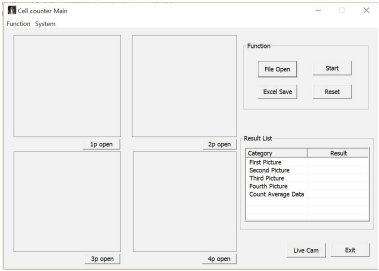 Cell counter Main
Function System
1p open
2p open
3p open
4p open
Function
File Open
Start
Excel Save
Reset
Result List
Category Result
First Picture
Second Picture
Third Picture
Fourth Picture
Count Average Data
Live Cam
Exit